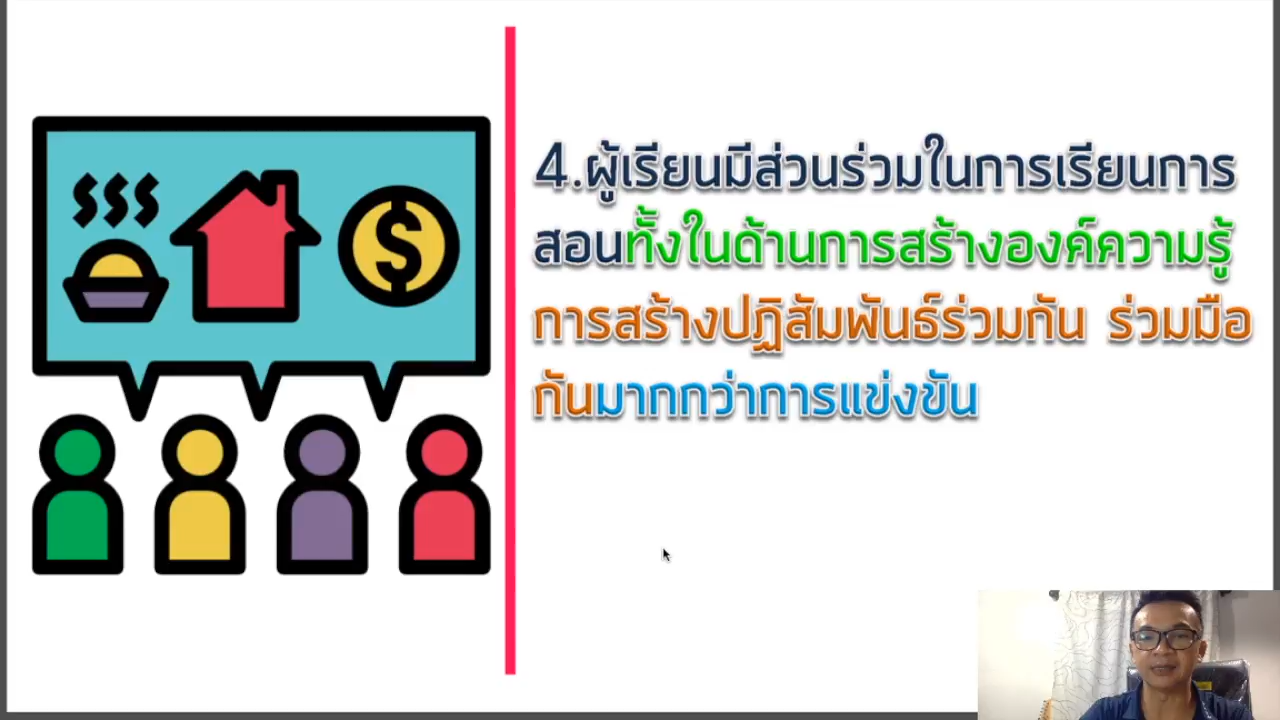 4.ผู้เรียนมีส่วนร่วมในการเรียนการ
สอนทั้งในด้านการสร้างองค์ความรู้
การสร้างปฏิสัมพันธ์ร่วมกัน ร่วมมือ
กันมากกว่าการแข่งขัน
$